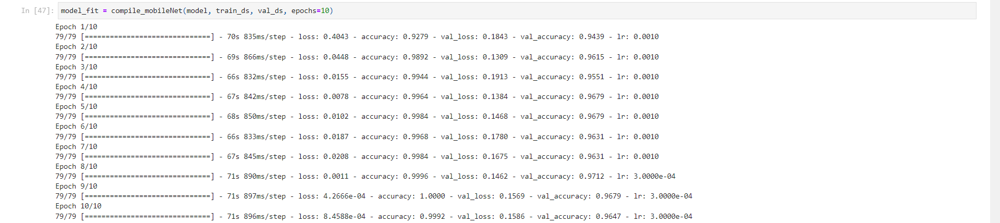 In [47]: model_fit = compile_mobileNet(model, train_ds, val_ds, epochs=10)
Epoch 1/10
79/79 [==============================] - 70s 835ms/step - loss: 0.4043 - accuracy: 0.9279 - val_loss: 0.1843 - val_accuracy: 0.9439 - lr: 0.0010
Epoch 2/10
79/79 [==============================] - 69s 866ms/step - loss: 0.0448 - accuracy: 0.9892 - val_loss: 0.1309 - val_accuracy: 0.9615 - lr: 0.0010
Epoch 3/10
79/79 [==============================] - 66s 832ms/step - loss: 0.0155 - accuracy: 0.9944 - val_loss: 0.1913 - val_accuracy: 0.9551 - lr: 0.0010
Epoch 4/10
79/79 [==============================] - 67s 842ms/step - loss: 0.0078 - accuracy: 0.9964 - val_loss: 0.1384 - val_accuracy: 0.9679 - lr: 0.0010
Epoch 5/10
79/79 [==============================] - 68s 850ms/step - loss: 0.0102 - accuracy: 0.9984 - val_loss: 0.1468 - val_accuracy: 0.9679 - lr: 0.0010
Epoch 6/10
79/79 [==============================] - 66s 833ms/step - loss: 0.0187 - accuracy: 0.9968 - val_loss: 0.1780 - val_accuracy: 0.9631 - lr: 0.0010
Epoch 7/10
79/79 [==============================] - 67s 845ms/step - loss: 0.0208 - accuracy: 0.9984 - val_loss: 0.1675 - val_accuracy: 0.9631 - lr: 0.0010
Epoch 8/10
79/79 [==============================] - 71s 890ms/step - loss: 0.0011 - accuracy: 0.9996 - val_loss: 0.1462 - val_accuracy: 0.9712 - lr: 3.0000e-04
Epoch 9/10
79/79 [==============================] - 71s 897ms/step - loss: 4.2666e-04 - accuracy: 1.0000 - val_loss: 0.1569 - val_accuracy: 0.9679 - lr: 3.0000e-04
Epoch 10/10
79/79 [==============================] - 71s 896ms/step - loss: 8.4588e-04 - accuracy: 0.9992 - val_loss: 0.1586 - val_accuracy: 0.9647 - lr: 3.0000e-04